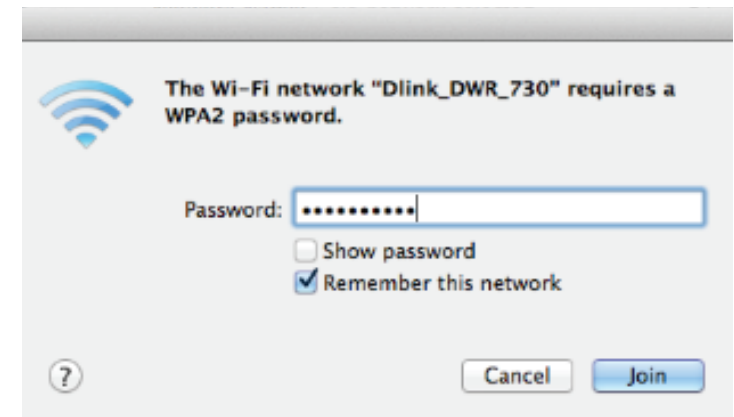 The Wi-Fi network "Dlink_DWR_730" requires a
WPA2 password.
Password: ••••••••••
Show password
Remember this network
?
Cancel
Join